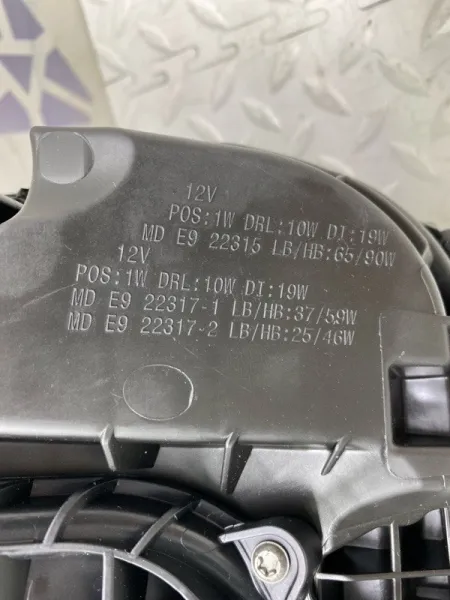 12V
POS:1W DRL:10W DI:19W
MD E9 22315 LB/HB:65/90W
12V
POS:1W DRL:10W DI:19W
MD E9 22317-1 LB/HB:37/59W
MD E9 22317-2 LB/HB:25/46W